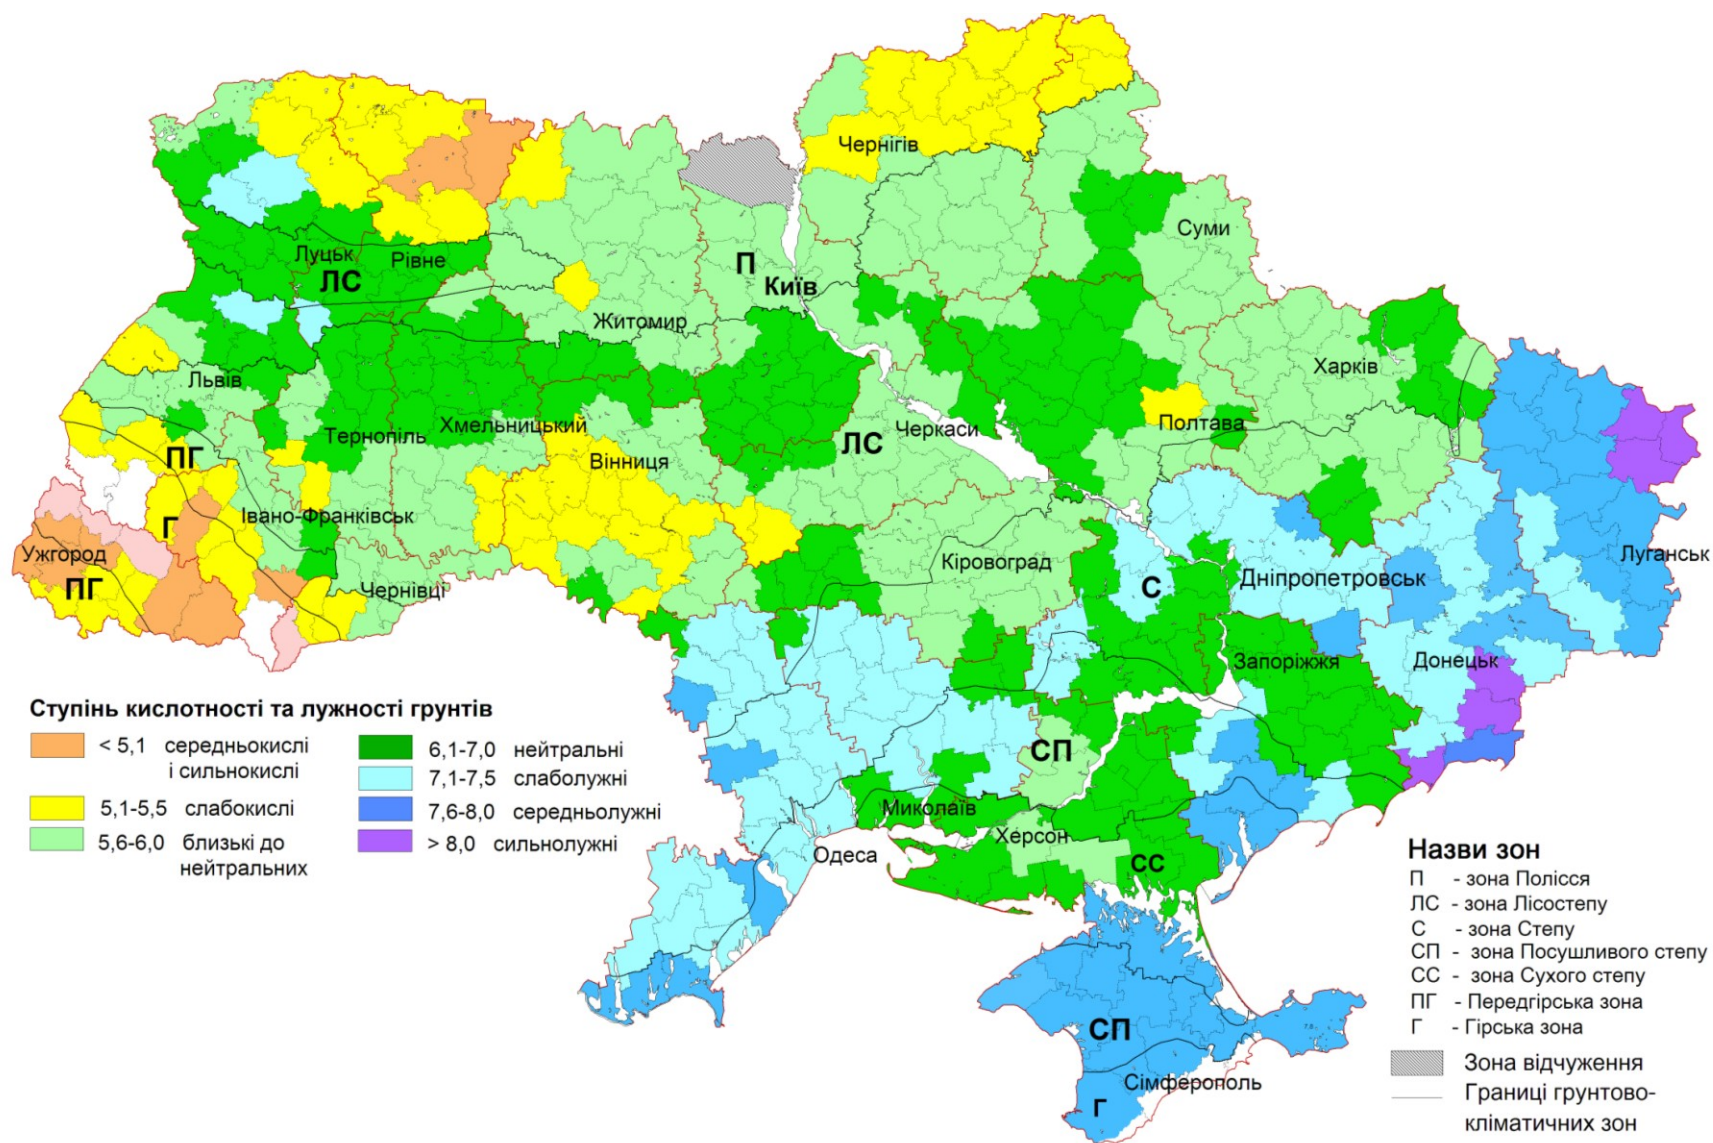 Чернігів
Суми
Луцьк
Рівне
ЛС
П
Київ
Житомир
Харків
Львів
Полтава
Тернопіль
Хмельницький
ЛС
Черкаси
ПГ
Вінниця
Г
Івано-Франківськ
Ужгород
Кіровоград
Луганськ
ПГ
Чернівці
С
Дніпропетровськ
Запоріжжя
Донецьк
СП
Миколаїв
Херсон
Одеса
СС
СП
Сімферополь
Г
Ступінь кислотності та лужності грунтів
< 5,1 середньокислі
і сильнокислі
5,1-5,5 слабокислі
5,6-6,0 близькі до
нейтральних
6,1-7,0 нейтральні
7,1-7,5 слаболужні
7,6-8,0 середньолужні
> 8,0 сильнолужні
Назви зон
П - зона Полісся
ЛС - зона Лісостепу
С - зона Степу
СП - зона Посушливого степу
СС - зона Сухого степу
ПГ - Передгірська зона
Г - Гірська зона
Зона відчуження
Границі грунтово-
кліматичних зон